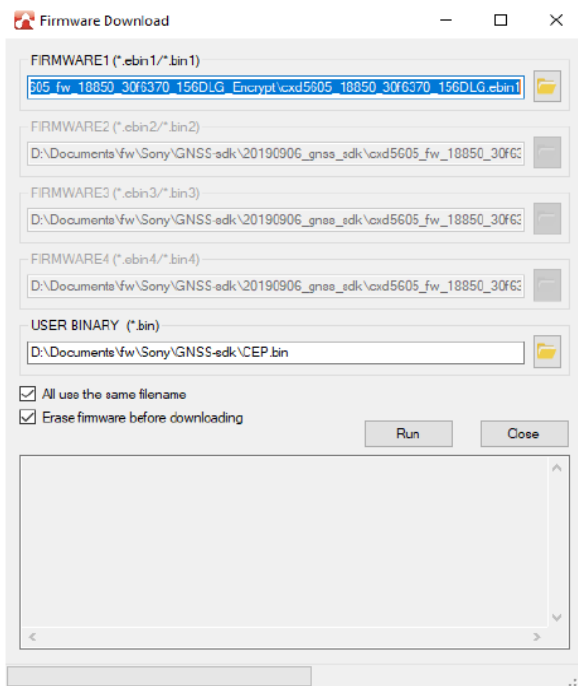 Firmware Download
FIRMWARE1 (*.ebin1/*.bin1)
605_fw_18850_30f6370_156DLG_Encrypt\cxd5605_18850_30f6370_156DLG.ebin1
FIRMWARE2 (*.ebin2/*.bin2)
D:\Documents\fw\Sony\GNSS-sdk\20190906_gnss_sdk\cxd5605_fw_18850_30f63
FIRMWARE3 (*.ebin3/*.bin3)
D:\Documents\fw\Sony\GNSS-sdk\20190906_gnss_sdk\cxd5605_fw_18850_30f63
FIRMWARE4 (*.ebin4/*.bin4)
D:\Documents\fw\Sony\GNSS-sdk\20190906_gnss_sdk\cxd5605_fw_18850_30f63
USER BINARY (*.bin)
D:\Documents\fw\Sony\GNSS-sdk\CEP.bin
All use the same filename
Erase firmware before downloading
Run Close